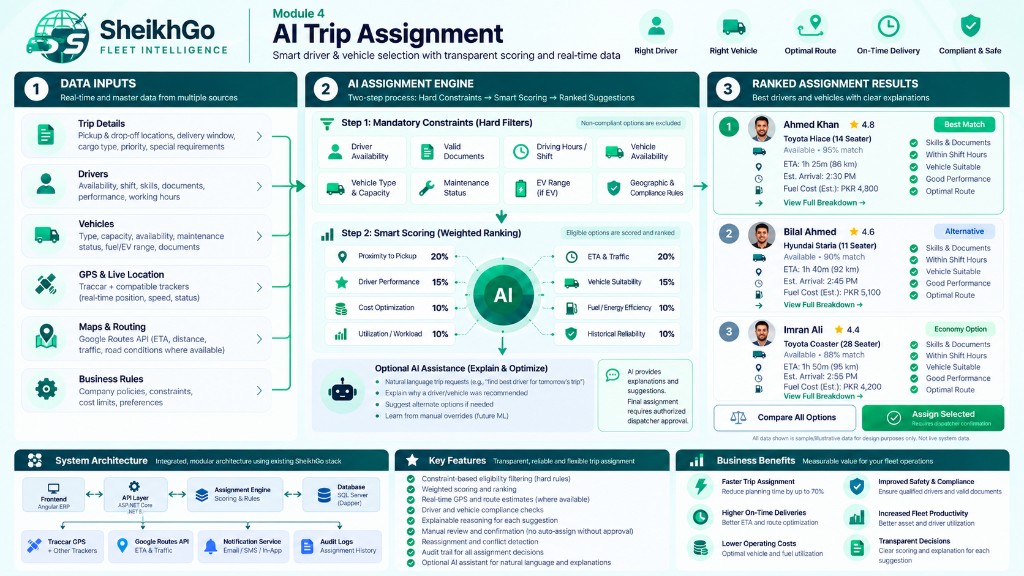 SheikhGo
FLEET INTELLIGENCE
Module 4
AI Trip Assignment
Smart driver & vehicle selection with transparent scoring and real-time data
Right Driver
Right Vehicle
Optimal Route
On-Time Delivery
Compliant & Safe
1
DATA INPUTS
Real-time and master data from multiple sources
Trip Details
Pickup & drop-off locations, delivery window,
cargo type, priority, special requirements
Drivers
Availability, shift, skills, documents,
performance, working hours
Vehicles
Type, capacity, availability, maintenance
status, fuel/EV range, documents
GPS & Live Location
Traccar + compatible trackers
(real-time position, speed, status)
Maps & Routing
Google Routes API (ETA, distance,
traffic, road conditions where available)
Business Rules
Company policies, constraints,
cost limits, preferences
2
AI ASSIGNMENT ENGINE
Two-step process: Hard Constraints → Smart Scoring → Ranked Suggestions
Step 1: Mandatory Constraints (Hard Filters)
Non-compliant options are excluded
Driver
Availability
Valid
Documents
Driving Hours /
Shift
Vehicle
Availability
Vehicle Type
& Capacity
Maintenance
Status
EV Range
(if EV)
Geographic &
Compliance Rules
Step 2: Smart Scoring (Weighted Ranking)
Eligible options are scored and ranked
Proximity to Pickup 20%
Driver Performance 15%
Cost Optimization 10%
Utilization / Workload 10%
AI
ETA & Traffic 20%
Vehicle Suitability 15%
Fuel/Energy Efficiency 10%
Historical Reliability 10%
Optional AI Assistance (Explain & Optimize)
Natural language trip requests (e.g., "find best driver for tomorrow's trip")
Explain why a driver/vehicle was recommended
Suggest alternate options if needed
Learn from manual overrides (future ML)
AI provides
explanations and
suggestions.
Final assignment
requires authorized
dispatcher approval.
3
RANKED ASSIGNMENT RESULTS
Best drivers and vehicles with clear explanations
1
Ahmed Khan 4.8
Best Match
Toyota Hiace (14 Seater)
Available • 95% match
ETA: 1h 25m (86 km)
Est. Arrival: 2:30 PM
Fuel Cost (Est.): PKR 4,800
View Full Breakdown →
Skills & Documents
Within Shift Hours
Vehicle Suitable
Good Performance
Optimal Route
2
Bilal Ahmed 4.6
Alternative
Hyundai Staria (11 Seater)
Available • 90% match
ETA: 1h 40m (92 km)
Est. Arrival: 2:45 PM
Fuel Cost (Est.): PKR 5,100
View Full Breakdown →
Skills & Documents
Within Shift Hours
Vehicle Suitable
Good Performance
Optimal Route
3
Imran Ali 4.4
Economy Option
Toyota Coaster (28 Seater)
Available • 88% match
ETA: 1h 50m (95 km)
Est. Arrival: 2:55 PM
Fuel Cost (Est.): PKR 4,200
View Full Breakdown →
Skills & Documents
Within Shift Hours
Vehicle Suitable
Good Performance
Optimal Route
Compare All Options
Assign Selected
Requires dispatcher confirmation
All data shown is sample/illustrative data for design purposes only. Not live system data.
System Architecture
Integrated, modular architecture using existing SheikhGo stack
Frontend
Angular ERP
API Layer
ASP.NET Core
Assignment Engine
Scoring & Rules
Database
SQL Server
(Dapper)
Traccar GPS
+ Other Trackers
Google Routes API
ETA & Traffic
Notification Service
Email / SMS / In-App
Audit Logs
Assignment History
Key Features
Transparent, reliable and flexible trip assignment
Constraint-based eligibility filtering (hard rules)
Weighted scoring and ranking
Real-time GPS and route estimates (where available)
Driver and vehicle compliance checks
Explainable reasoning for each suggestion
Manual review and confirmation (no auto-assign without approval)
Reassignment and conflict detection
Audit trail for all assignment decisions
Optional AI assistant for natural language and explanations
Business Benefits
Measurable value for your fleet operations
Faster Trip Assignment
Reduce planning time by up to 70%
Improved Safety & Compliance
Ensure qualified drivers and valid documents
Higher On-Time Deliveries
Better ETA and route optimization
Increased Fleet Productivity
Better asset and driver utilization
Lower Operating Costs
Optimal vehicle and fuel utilization
Transparent Decisions
Clear scoring and explanation for each
suggestion